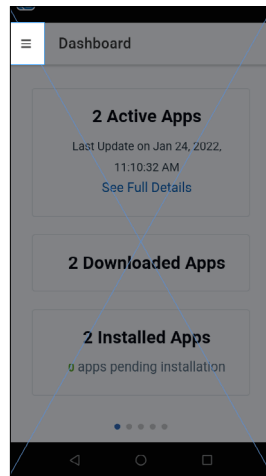 Dashboard
2 Active Apps
Last Update on Jan 24, 2022,
11:10:32 AM
See Full Details
2 Downloaded Apps
2 Installed Apps
0 apps pending installation